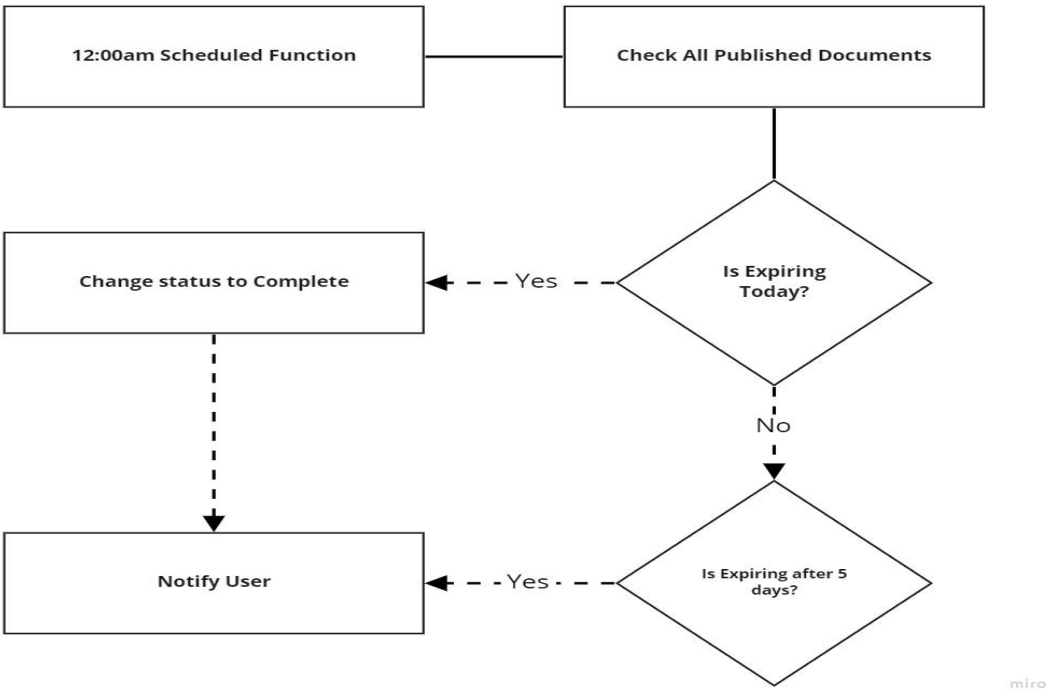 12:00am Scheduled Function
Check All Published Documents
Is Expiring
Today?
Yes
Change status to Complete
No
Is Expiring after 5
days?
Yes
Notify User
miro